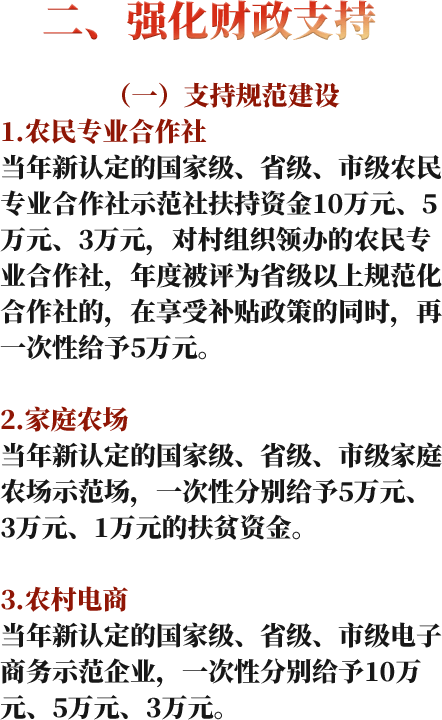 二、强化财政支持
（一）支持规范建设
1.农民专业合作社
当年新认定的国家级、省级、市级农民
专业合作社示范社扶持资金10万元、5
万元、3万元，对村组织领办的农民专
业合作社，年度被评为省级以上规范化
合作社的，在享受补贴政策的同时，再
一次性给予5万元。
2.家庭农场
当年新认定的国家级、省级、市级家庭
农场示范场，一次性分别给予5万元、
3万元、1万元的扶贫资金。
3.农村电商
当年新认定的国家级、省级、市级电子
商务示范企业，一次性分别给予10万
元、5万元、3万元。